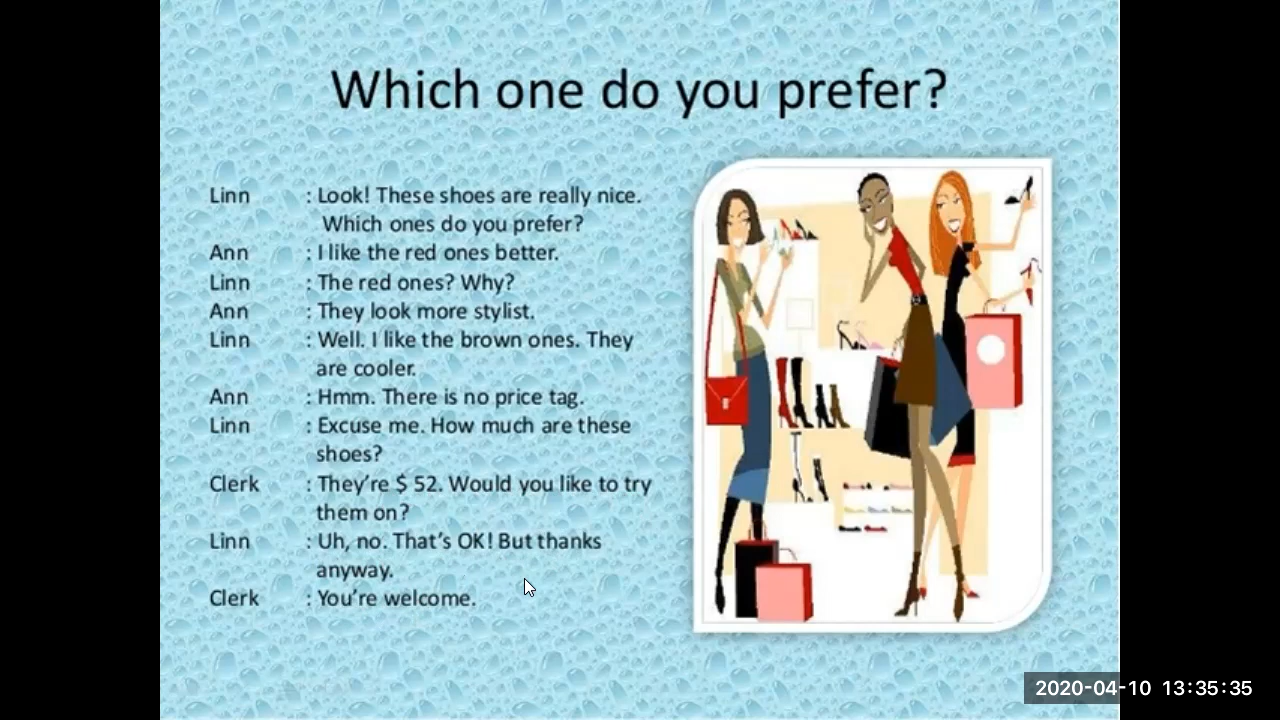 Which one do you prefer?
Linn : Look! These shoes are really nice.
Which ones do you prefer?
Ann : I like the red ones better.
Linn : The red ones? Why?
Ann : They look more stylist.
Linn : Well. I like the brown ones. They
are cooler.
Ann : Hmm. There is no price tag.
Linn : Excuse me. How much are these
shoes?
Clerk : They’re $ 52. Would you like to try
them on?
Linn : Uh, no. That’s OK! But thanks
anyway.
Clerk : You’re welcome.
2020-04-10 13:35:35